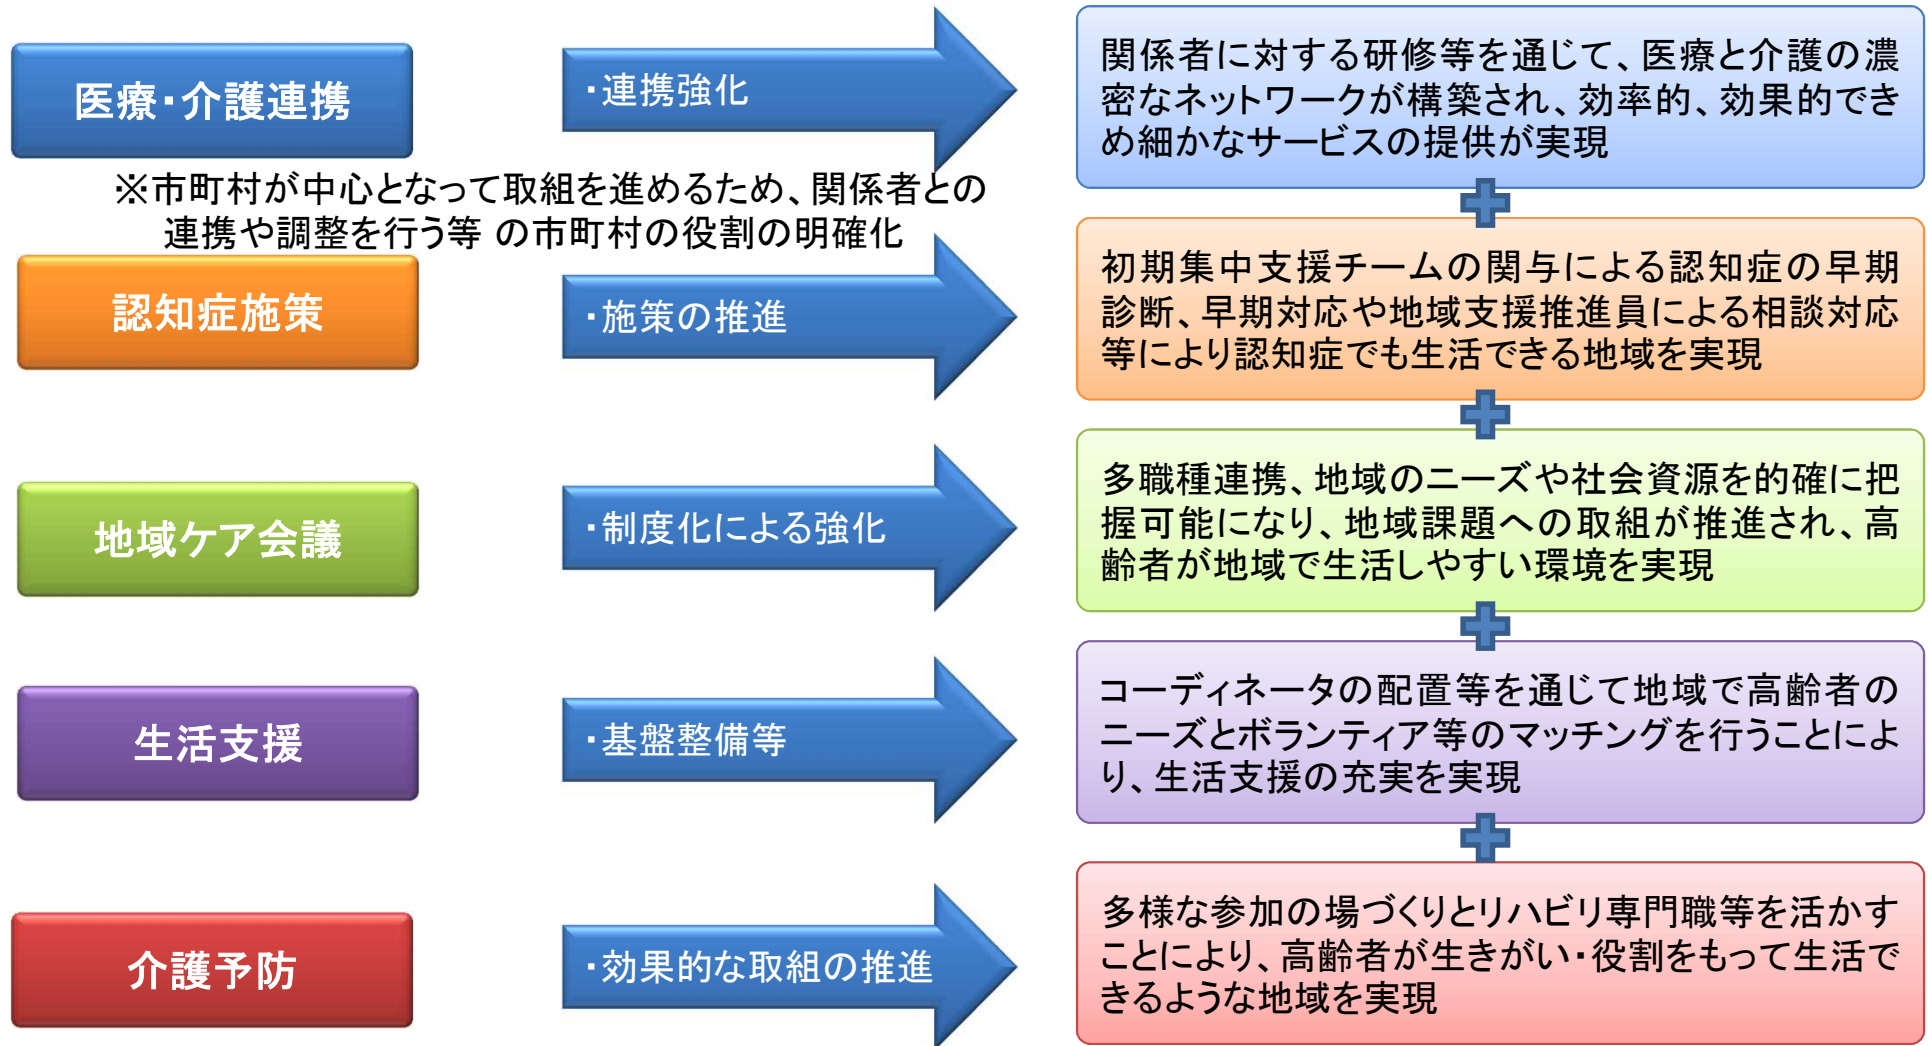 医療・介護連携
・連携強化
関係者に対する研修等を通じて、医療と介護の濃
密なネットワークが構築され、効率的、効果的でき
め細かなサービスの提供が実現
※市町村が中心となって取組を進めるため、関係者との
連携や調整を行う等 の市町村の役割の明確化
認知症施策
・施策の推進
初期集中支援チームの関与による認知症の早期
診断、早期対応や地域支援推進員による相談対応
等により認知症でも生活できる地域を実現
地域ケア会議
・制度化による強化
多職種連携、地域のニーズや社会資源を的確に把
握可能になり、地域課題への取組が推進され、高
齢者が地域で生活しやすい環境を実現
生活支援
・基盤整備等
コーディネータの配置等を通じて地域で高齢者の
ニーズとボランティア等のマッチングを行うことによ
り、生活支援の充実を実現
介護予防
・効果的な取組の推進
多様な参加の場づくりとリハビリ専門職等を活かす
ことにより、高齢者が生きがい・役割をもって生活で
きるような地域を実現